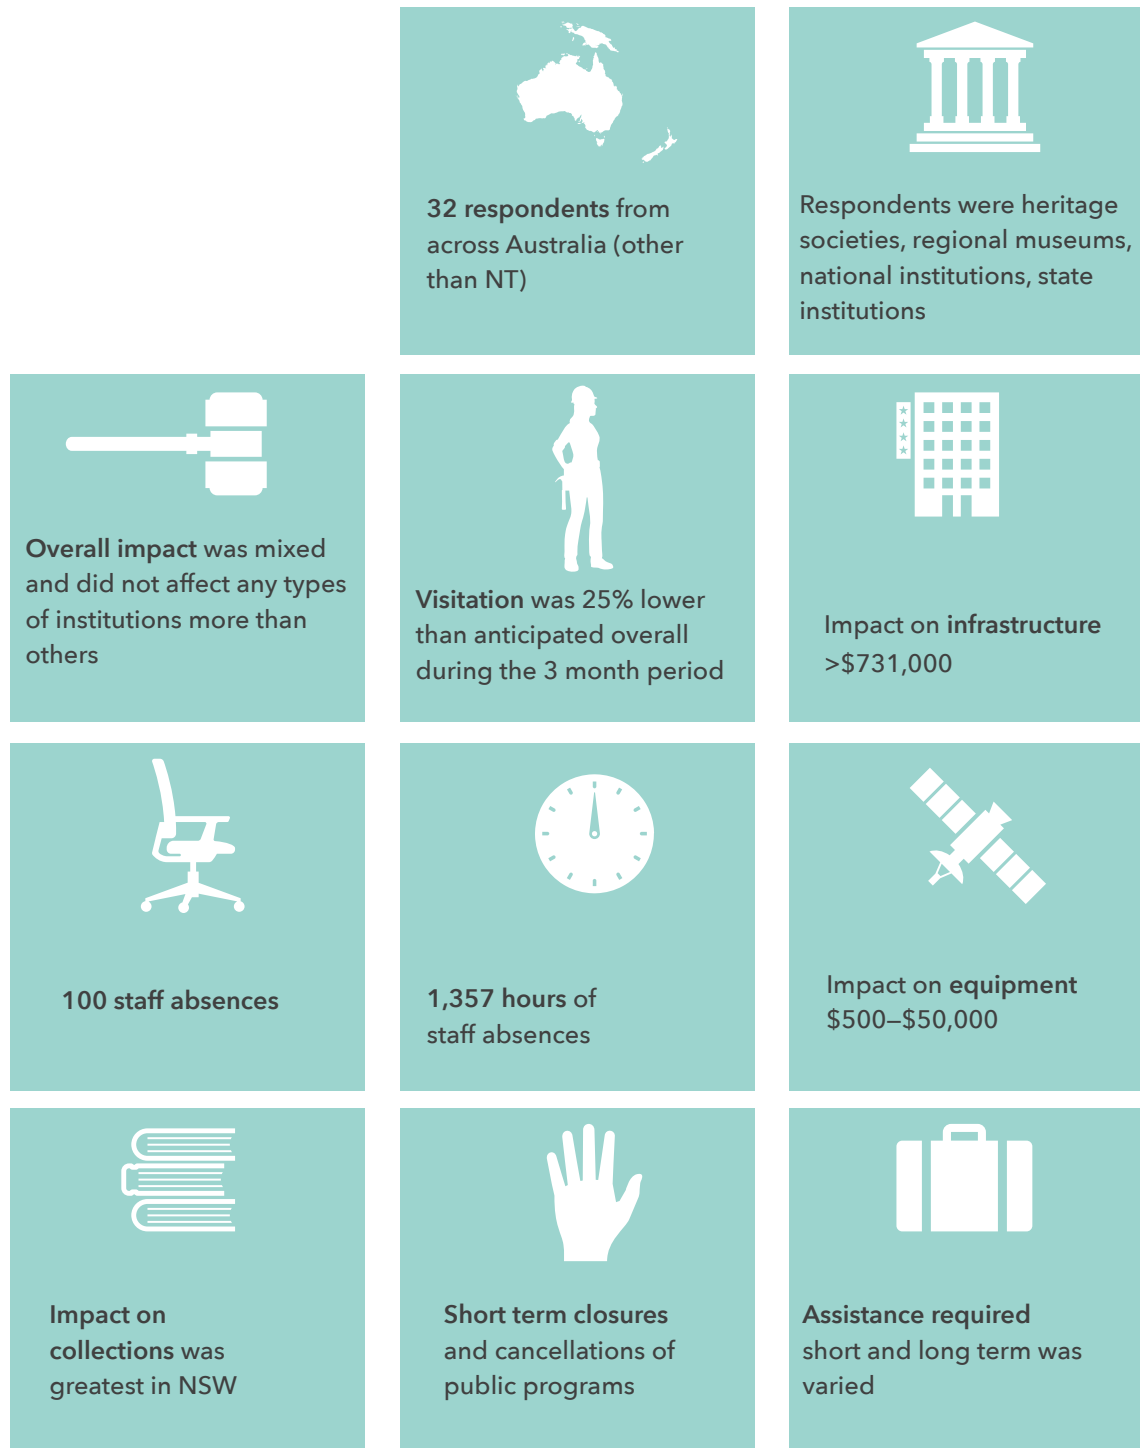 32 respondents from
across Australia (other
than NT)
Respondents were heritage
societies, regional museums,
national institutions, state
institutions
Overall impact was mixed
and did not affect any types
of institutions more than
others
Visitation was 25% lower
than anticipated overall
during the 3 month period
Impact on infrastructure
>$731,000
100 staff absences
1,357 hours of
staff absences
Impact on equipment
$500–$50,000
Impact on
collections was
greatest in NSW
Short term closures
and cancellations of
public programs
Assistance required
short and long term was
varied